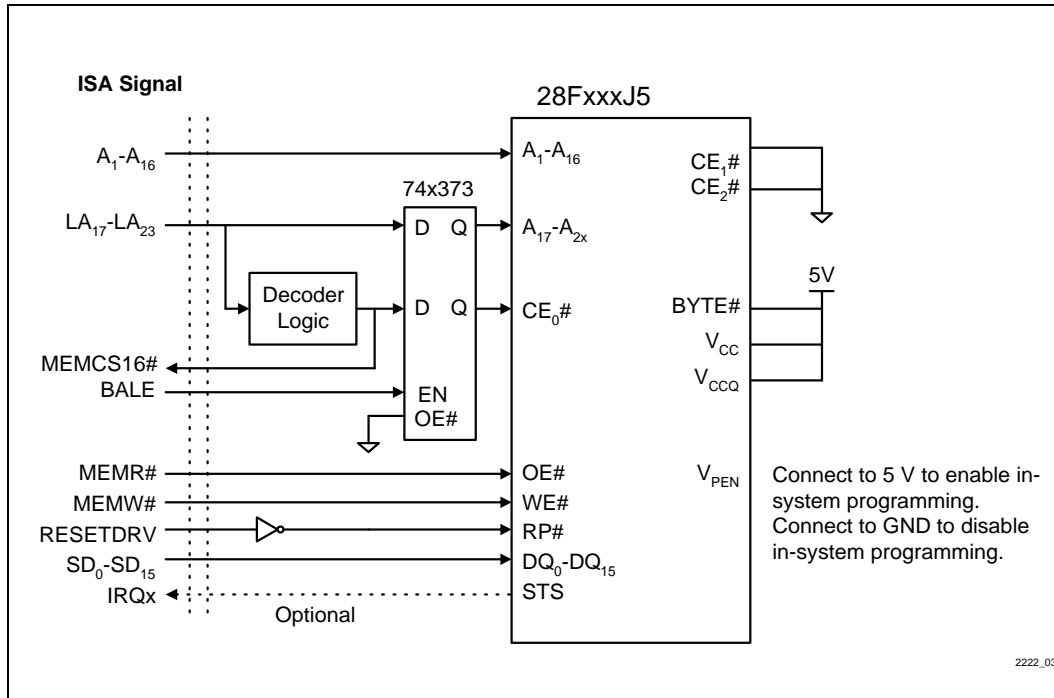 ISA Signal
28FxxxJ5
A1-A16
A1-A16
CE1#
CE2#
74x373
LA17-LA23
D Q
A17-A2x
5V
Decoder
Logic
D Q
CE0#
BYTE#
VCC
VCCQ
MEMCS16#
BALE
EN
OE#
MEMR#
OE#
VPEN
Connect to 5 V to enable in-
system programming.
Connect to GND to disable
in-system programming.
MEMW#
WE#
RESETDRV
RP#
SD0-SD15
DQ0-DQ15
IRQx
STS
Optional
2222_03